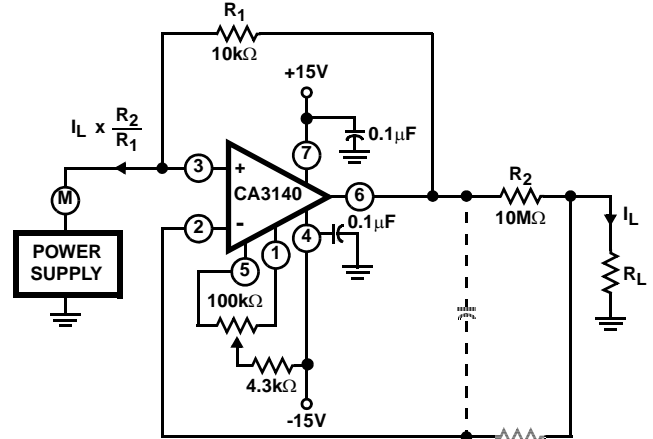 R1
10kΩ
+15V
0.1μF
IL x R2
R1
3
+
7
CA3140
6
R2
10MΩ
M
2
-
4
0.1μF
IL
5
1
POWER
SUPPLY
100kΩ
RL
4.3kΩ
-15V